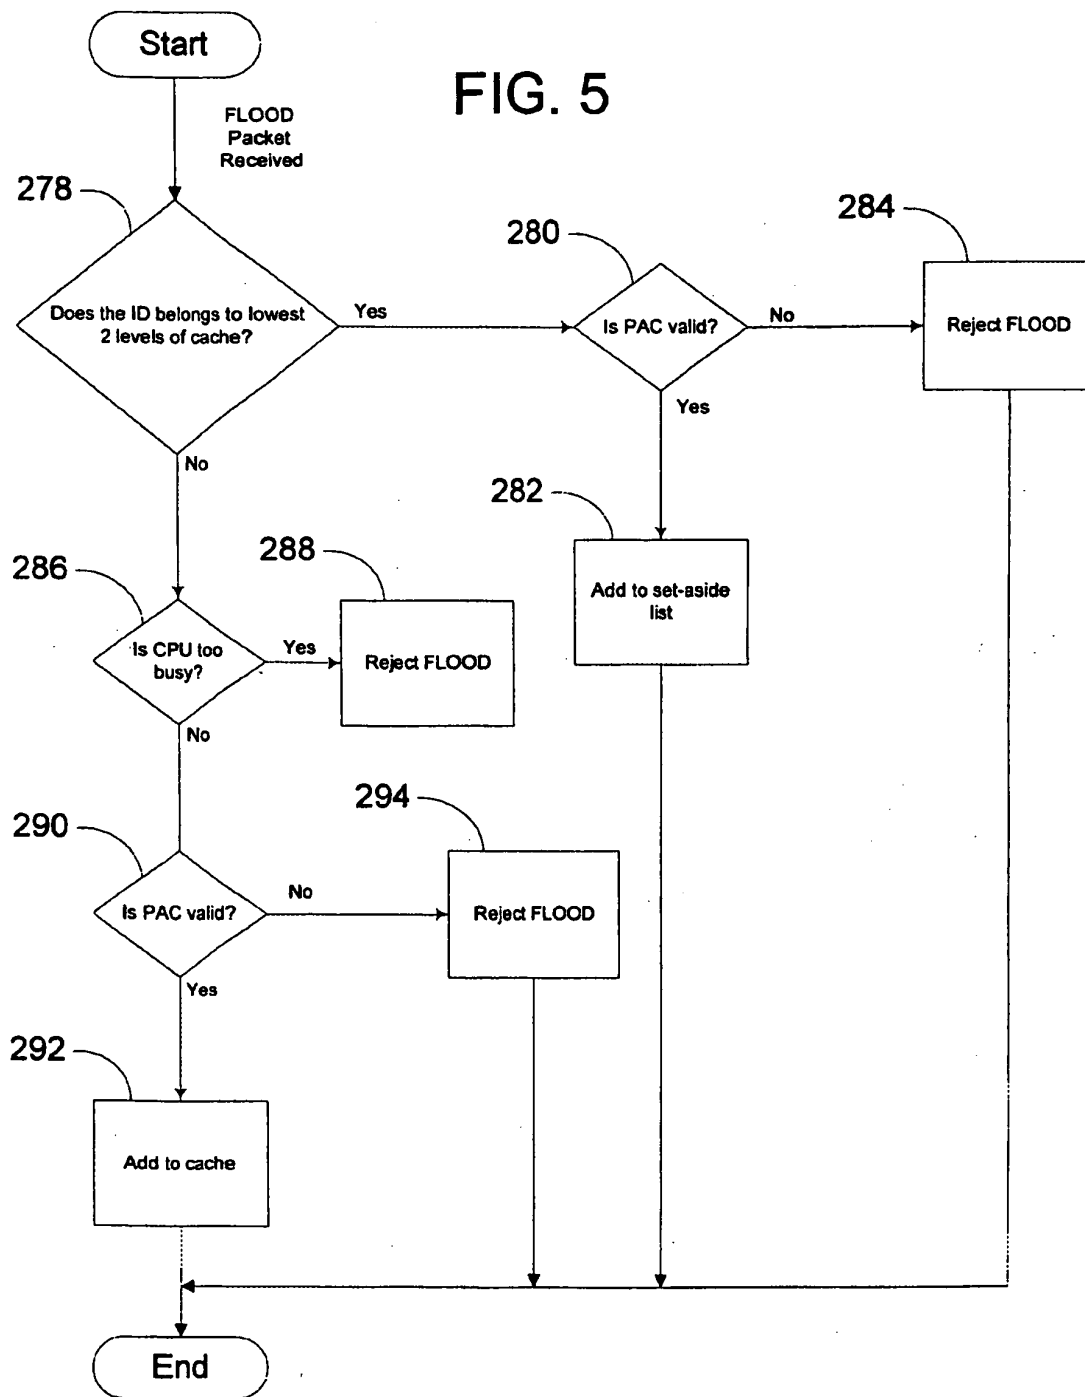 Start
FIG. 5
FLOOD
Packet
Received
278
Does the ID belongs to lowest
2 levels of cache?
Yes
280
Is PAC valid?
No
284
Reject FLOOD
Yes
No
282
Add to set-aside
list
286
Is CPU too
busy?
Yes
288
Reject FLOOD
No
290
Is PAC valid?
No
294
Reject FLOOD
Yes
292
Add to cache
End